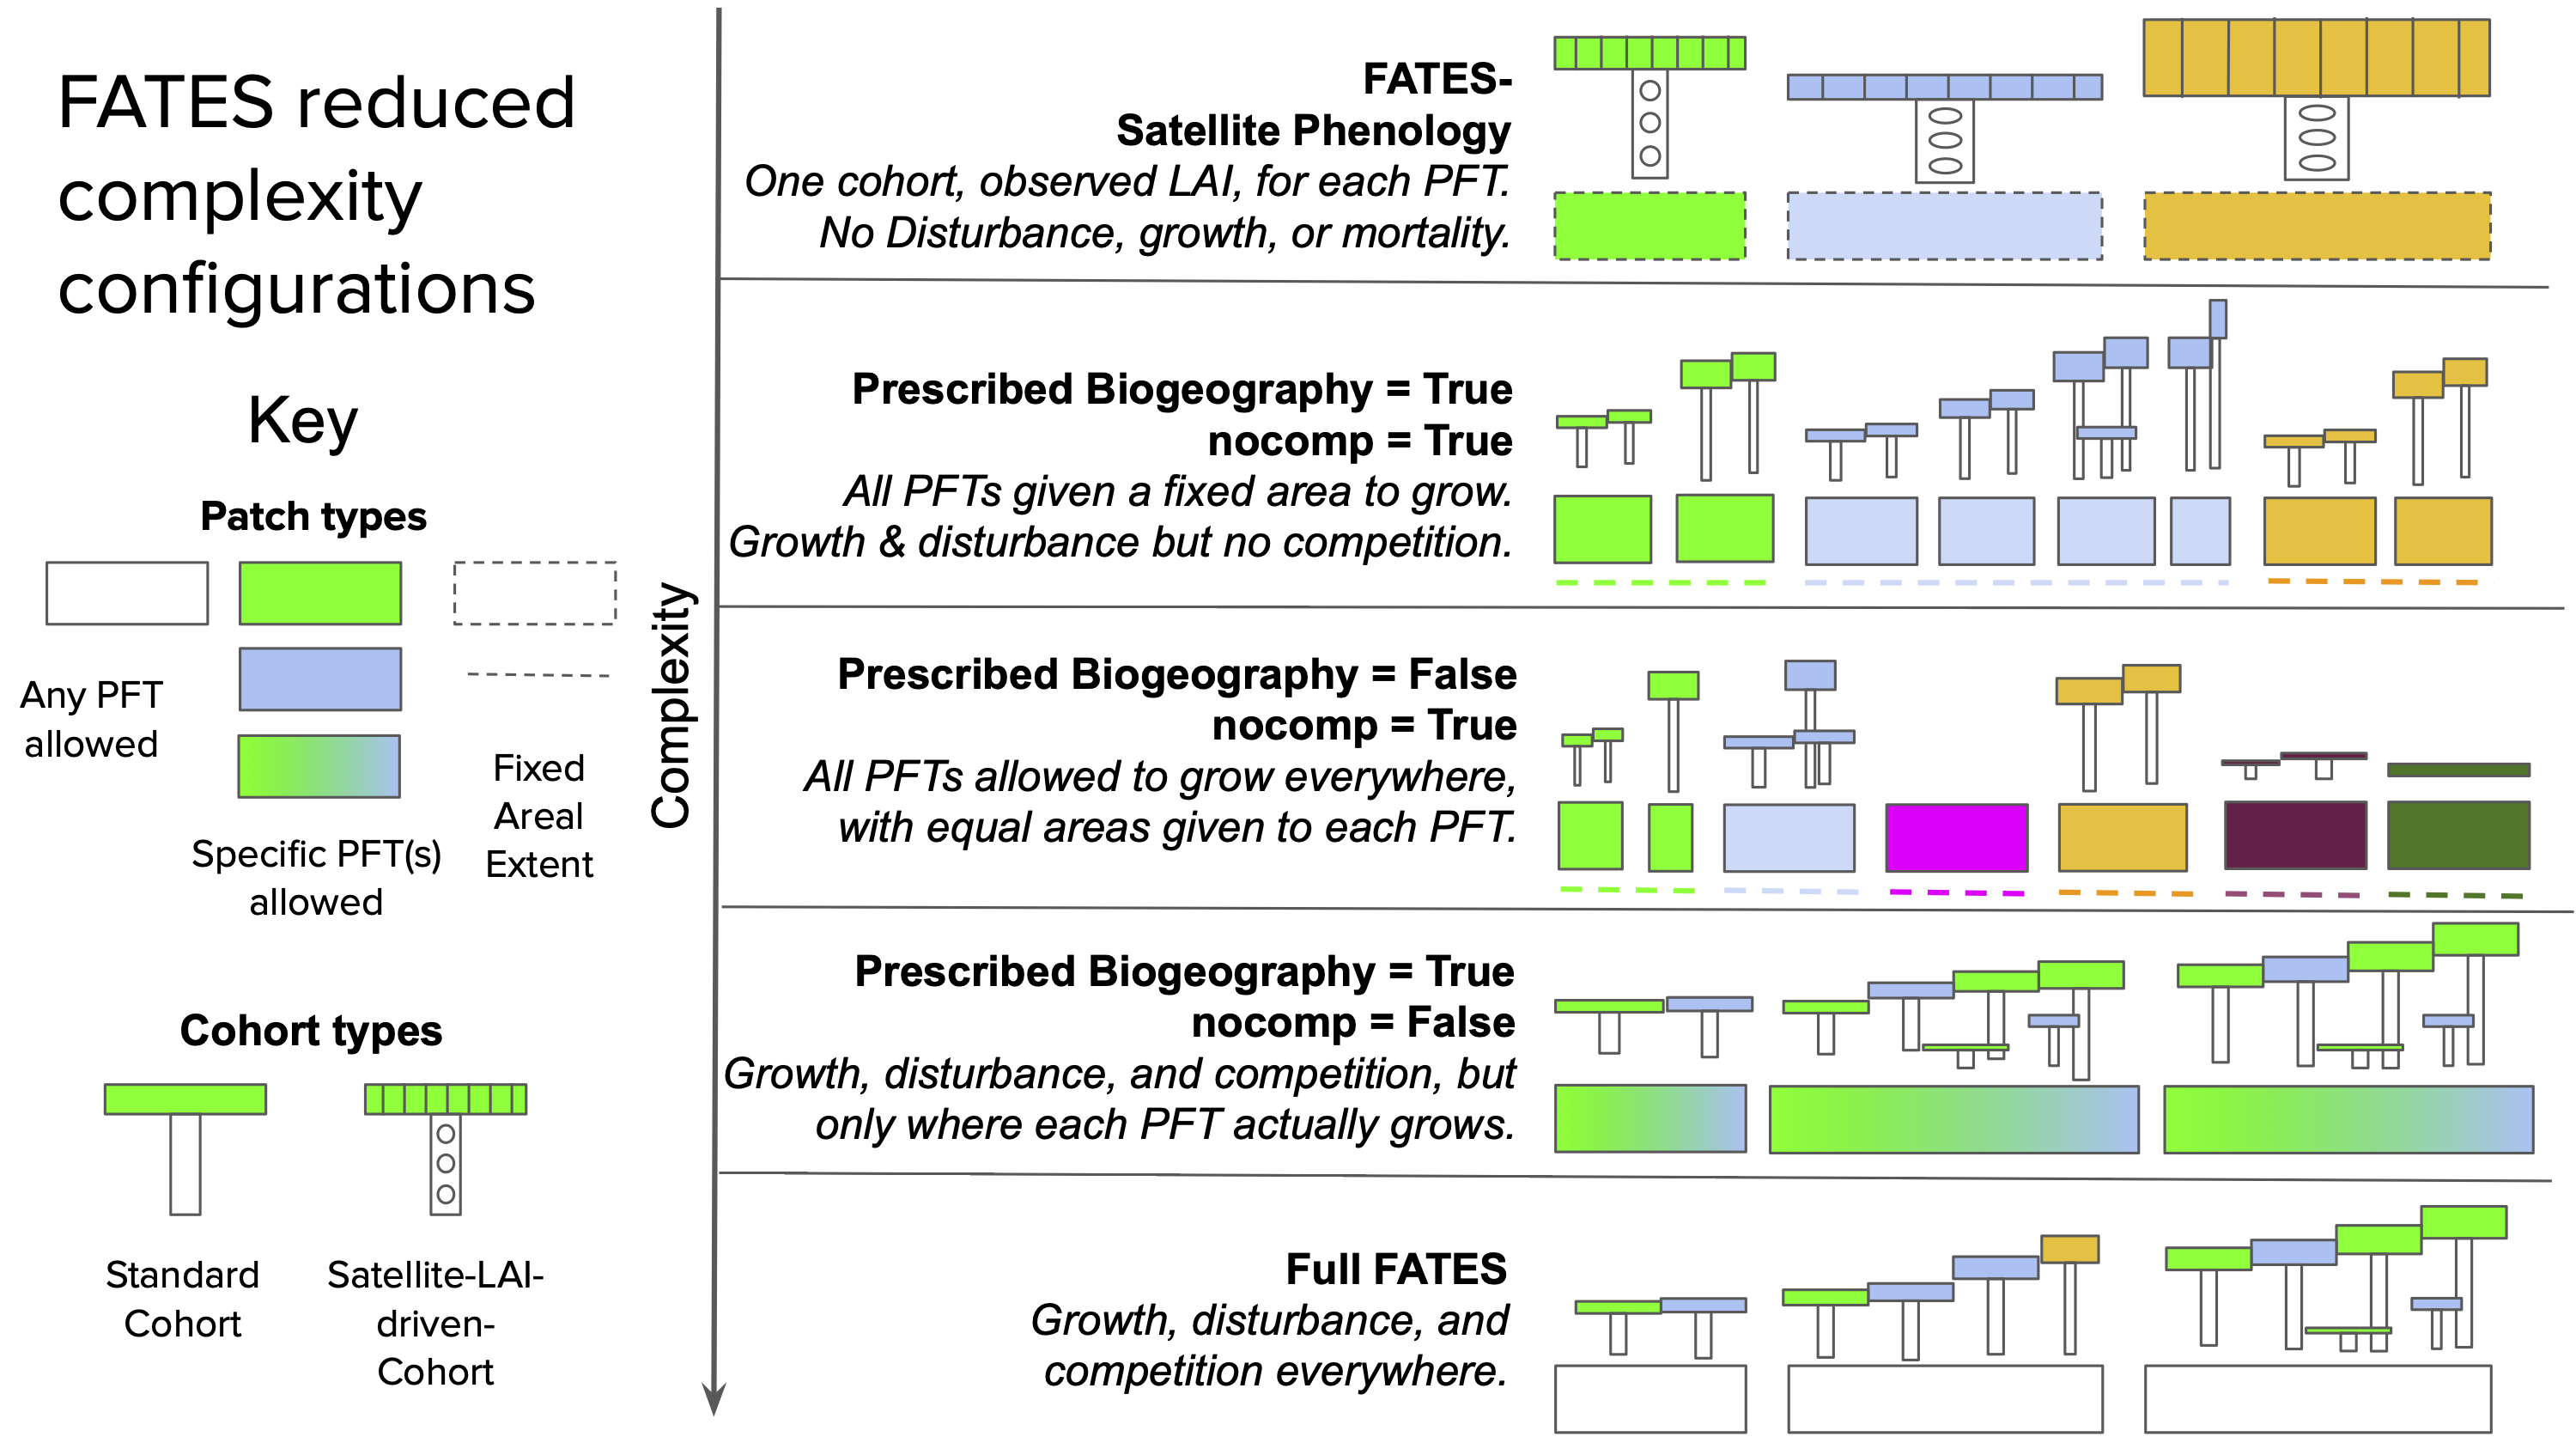 FATES reduced
complexity
configurations
Key
Patch types
Any PFT
allowed
Specific PFT(s)
allowed
Fixed
Areal
Extent
Cohort types
Standard
Cohort
Satellite-LAI-
driven-
Cohort
Complexity
FATES-
Satellite Phenology
One cohort, observed LAI, for each PFT.
No Disturbance, growth, or mortality.
Prescribed Biogeography = True
nocomp = True
All PFTs given a fixed area to grow.
Growth & disturbance but no competition.
Prescribed Biogeography = False
nocomp = True
All PFTs allowed to grow everywhere,
with equal areas given to each PFT.
Prescribed Biogeography = True
nocomp = False
Growth, disturbance, and competition, but
only where each PFT actually grows.
Full FATES
Growth, disturbance, and
competition everywhere.